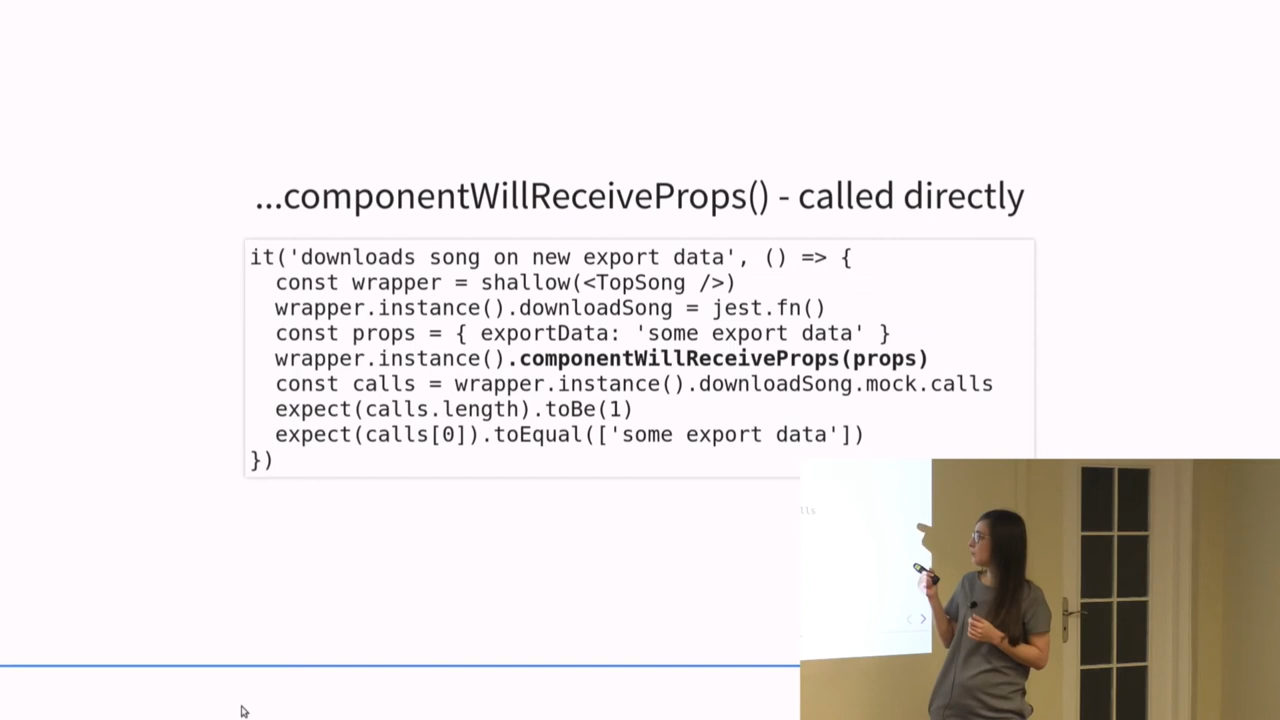 ...componentWillReceiveProps() - called directly
it('downloads song on new export data', () => {
  const wrapper = shallow(<TopSong />)
  wrapper.instance().downloadSong = jest.fn()
  const props = { exportData: 'some export data' }
  wrapper.instance().componentWillReceiveProps(props)
  const calls = wrapper.instance().downloadSong.mock.calls
  expect(calls.length).toBe(1)
  expect(calls[0]).toEqual(['some export data'])
})
lls